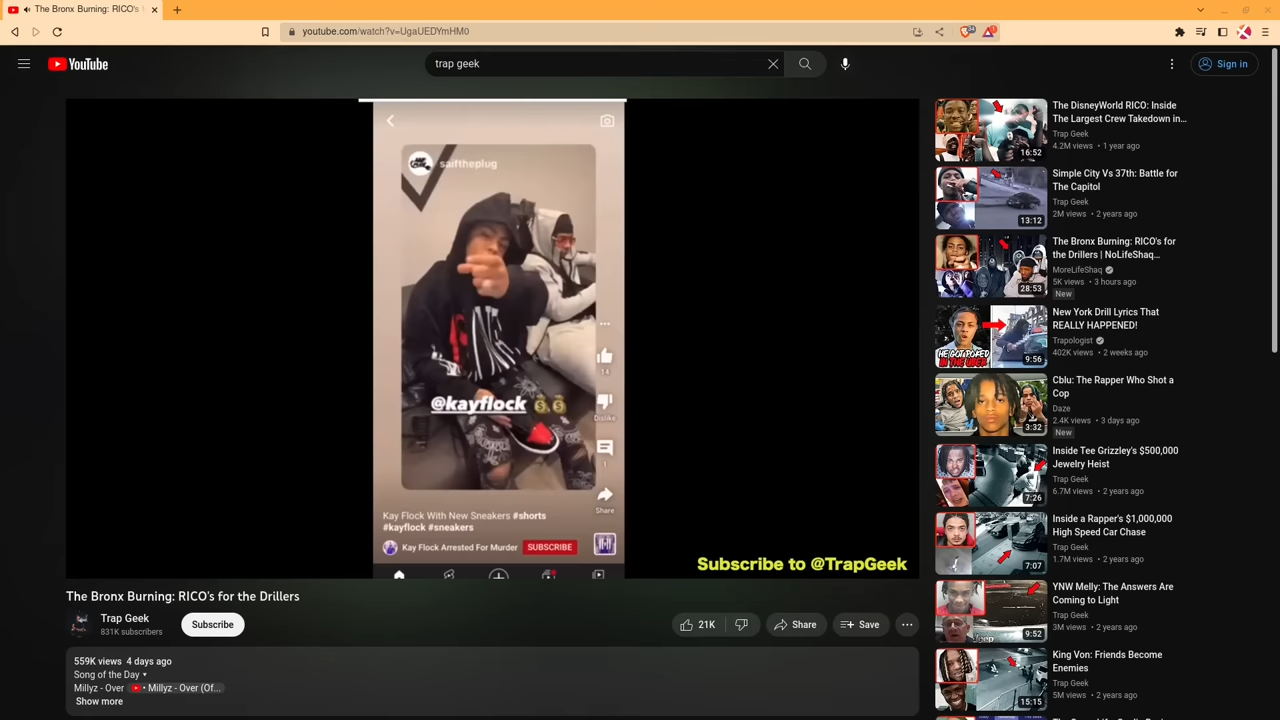 The Bronx Burning: RICO's
youtube.com/watch?v=UgaUEDYmHM0
YouTube
trap geek
Sign in
saiftheplug
@kayflock
14
Dislike
1
Share
Kay Flock With New Sneakers #shorts
#kayflock #sneakers
Kay Flock Arrested For Murder
SUBSCRIBE
Subscribe to @TrapGeek
The Bronx Burning: RICO's for the Drillers
Trap Geek
831K subscribers
Subscribe
21K
Share
Save
559K views 4 days ago
Song of the Day
Millyz - Over
• Millyz - Over (Of...
Show more
16:52
The DisneyWorld RICO: Inside
The Largest Crew Takedown in...
Trap Geek
4.2M views • 1 year ago
13:12
Simple City Vs 37th: Battle for
The Capitol
Trap Geek
2M views • 2 years ago
28:53
The Bronx Burning: RICO's for
the Drillers | NoLifeShaq...
MoreLifeShaq
5K views • 3 hours ago
New
HE GOT POKED
IN THE UBER
9:56
New York Drill Lyrics That
REALLY HAPPENED!
Trapologist
402K views • 2 weeks ago
3:32
Cblu: The Rapper Who Shot a
Cop
Daze
2.4K views • 3 days ago
New
7:26
Inside Tee Grizzley's $500,000
Jewelry Heist
Trap Geek
6.7M views • 2 years ago
7:07
Inside a Rapper's $1,000,000
High Speed Car Chase
Trap Geek
1.7M views • 2 years ago
Jeep
9:52
YNW Melly: The Answers Are
Coming to Light
Trap Geek
3M views • 2 years ago
15:15
King Von: Friends Become
Enemies
Trap Geek
5M views • 2 years ago